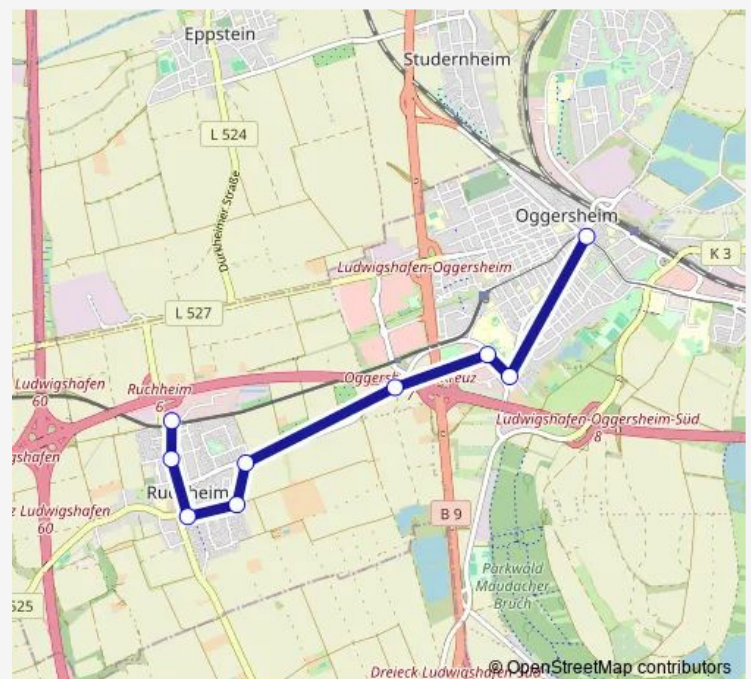 Eppstein
Studernheim
L 524
Dürkheimer Straße
Oggersheim
K 3
Ludwigshafen-Oggersheim
L 527
Ludwigshafen
60
Ruchheim
6
Ludwigshafen-Oggersheim-Süd
8
Ludwigshafen
60
B 9
Parkwald
Maudacher
Bruch
525
© OpenStreetMap contributors